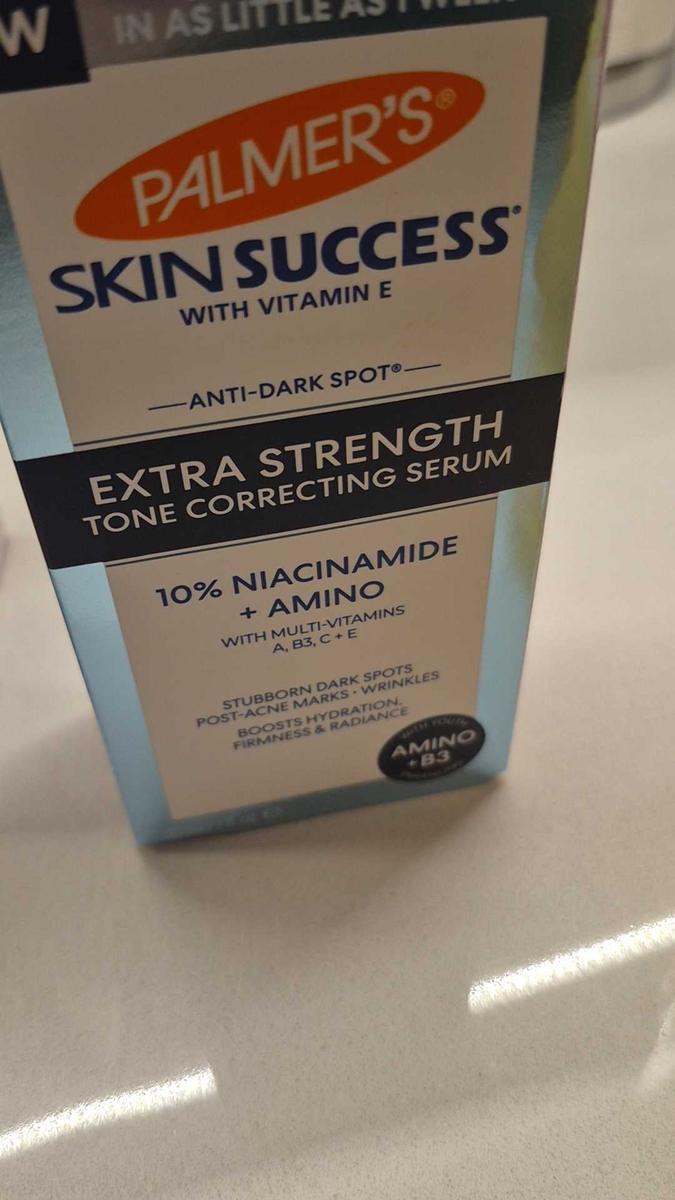 W
IN AS LITTLE AS 1 WEEK
PALMER'S®
SKIN SUCCESS®
WITH VITAMIN E
ANTI-DARK SPOT®
EXTRA STRENGTH
TONE CORRECTING SERUM
10% NIACINAMIDE
+ AMINO
WITH MULTI-VITAMINS
A, B3, C + E
STUBBORN DARK SPOTS
POST-ACNE MARKS • WRINKLES
BOOSTS HYDRATION,
FIRMNESS & RADIANCE
WITH YOUTH
AMINO
+B3